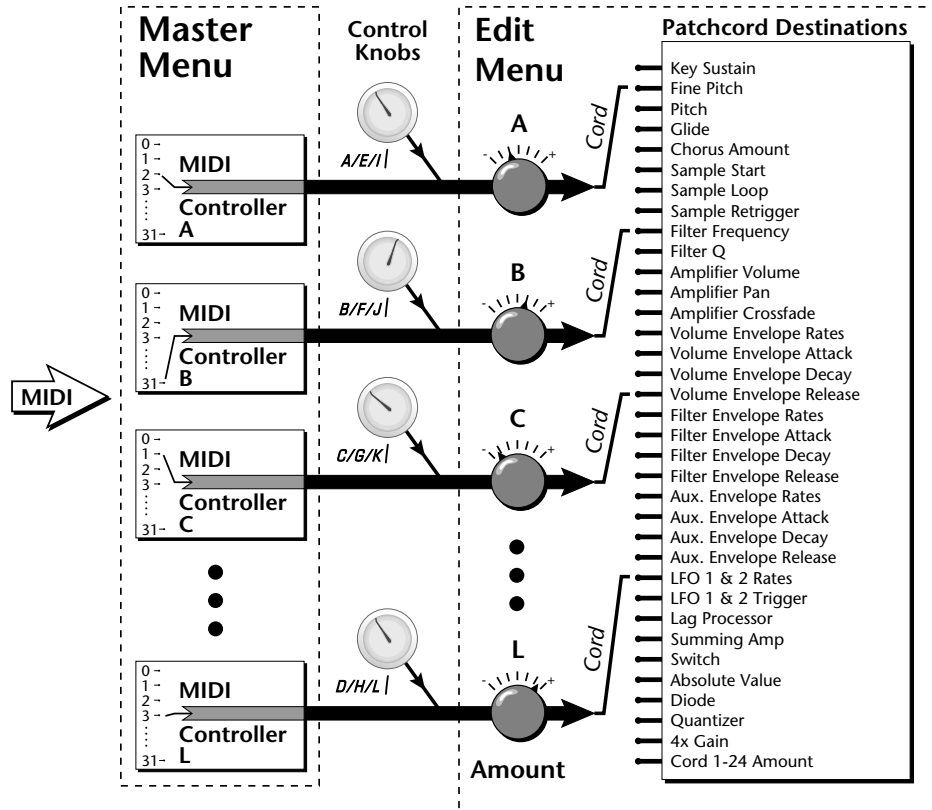 Master
Menu
Control
Knobs
Edit
Menu
Patchcord Destinations
MIDI
0
1
2
3
31
MIDI
Controller
A
A/E/I
A
- +
Cord
0
1
2
3
31
MIDI
Controller
B
B/F/J
B
- +
Cord
0
1
2
3
31
MIDI
Controller
C
C/G/K
C
- +
Cord
0
1
2
3
31
MIDI
Controller
L
D/H/L
L
- +
Cord
Amount
Key Sustain
Fine Pitch
Pitch
Glide
Chorus Amount
Sample Start
Sample Loop
Sample Retrigger
Filter Frequency
Filter Q
Amplifier Volume
Amplifier Pan
Amplifier Crossfade
Volume Envelope Rates
Volume Envelope Attack
Volume Envelope Decay
Volume Envelope Release
Filter Envelope Rates
Filter Envelope Attack
Filter Envelope Decay
Filter Envelope Release
Aux. Envelope Rates
Aux. Envelope Attack
Aux. Envelope Decay
Aux. Envelope Release
LFO 1 & 2 Rates
LFO 1 & 2 Trigger
Lag Processor
Summing Amp
Switch
Absolute Value
Diode
Quantizer
4x Gain
Cord 1-24 Amount